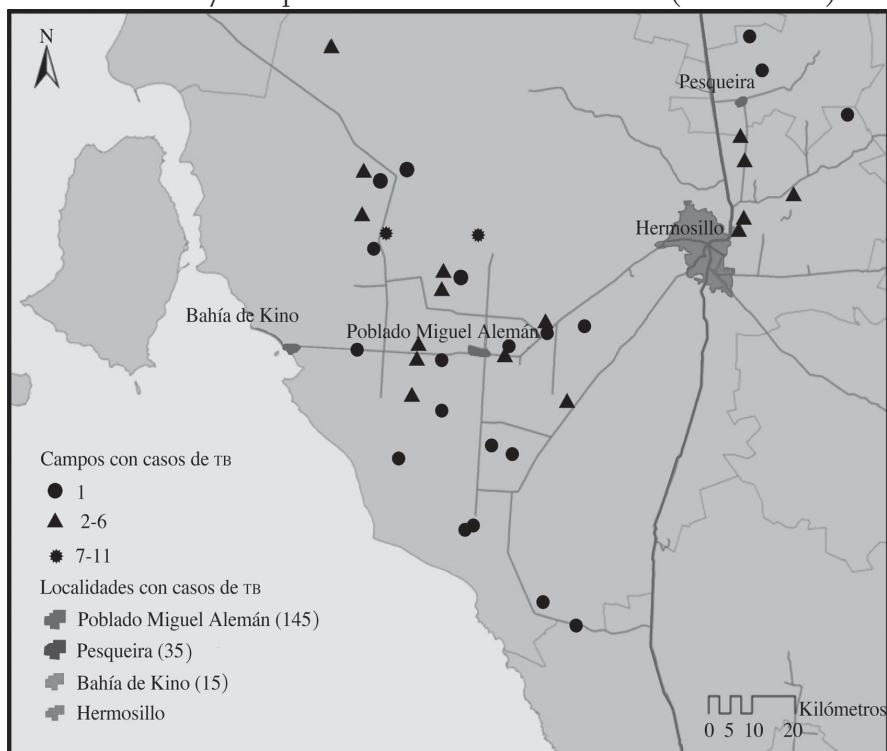 N
Pesqueira
Hermosillo
Bahía de Kino
Poblado Miguel Alemán
Campos con casos de TB
1
2-6
7-11
Localidades con casos de TB
Poblado Miguel Alemán (145)
Pesqueira (35)
Bahía de Kino (15)
Hermosillo
Kilómetros
0 5 10 20